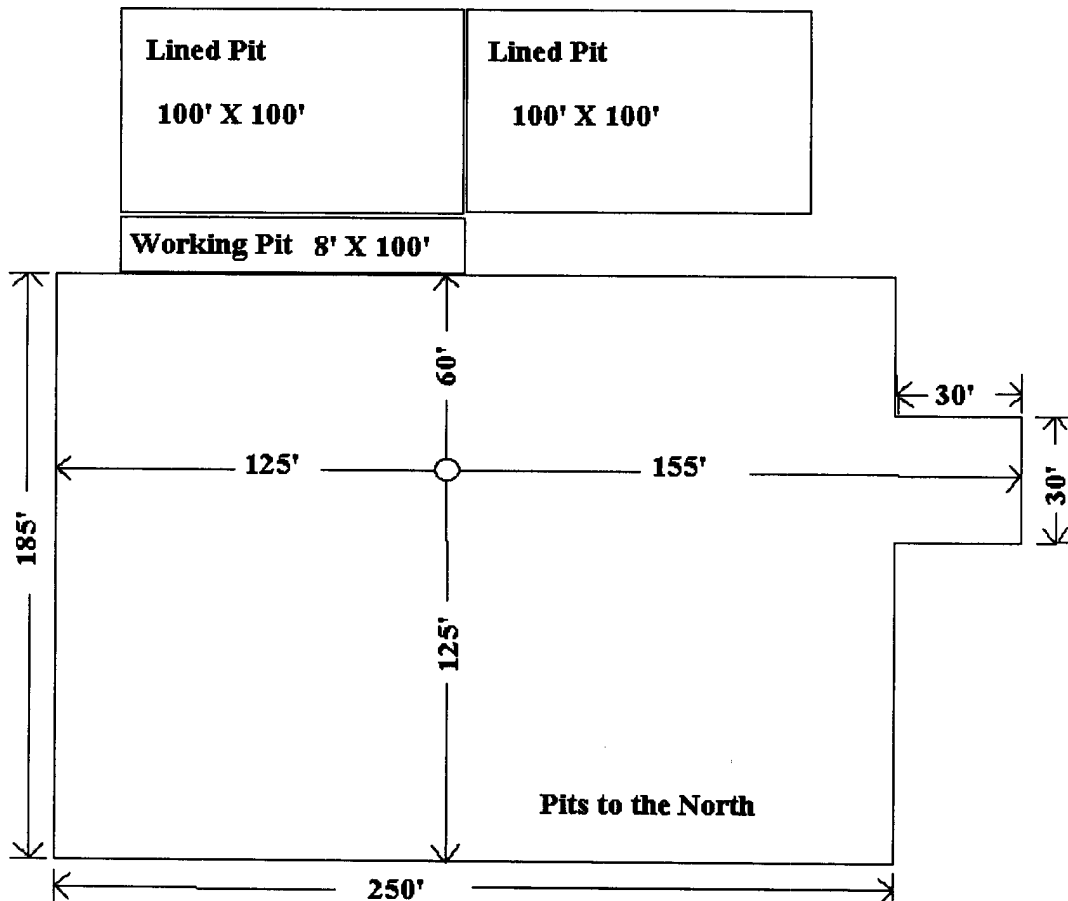 Lined Pit
100' X 100'
Lined Pit
100' X 100'
Working Pit 8' X 100'
60'
30'
125'
155'
30'
185'
125'
Pits to the North
250'